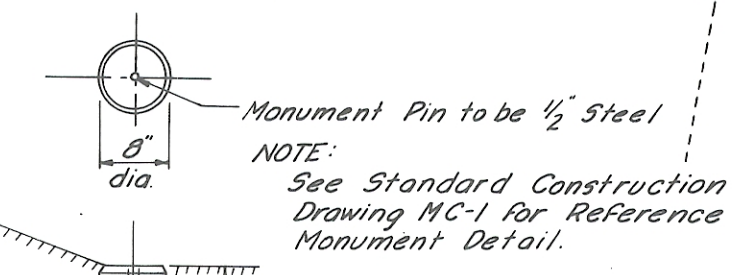 Monument Pin to be 1/2" Steel
8"
dia.
NOTE:
See Standard Construction
Drawing MC-1 for Reference
Monument Detail.